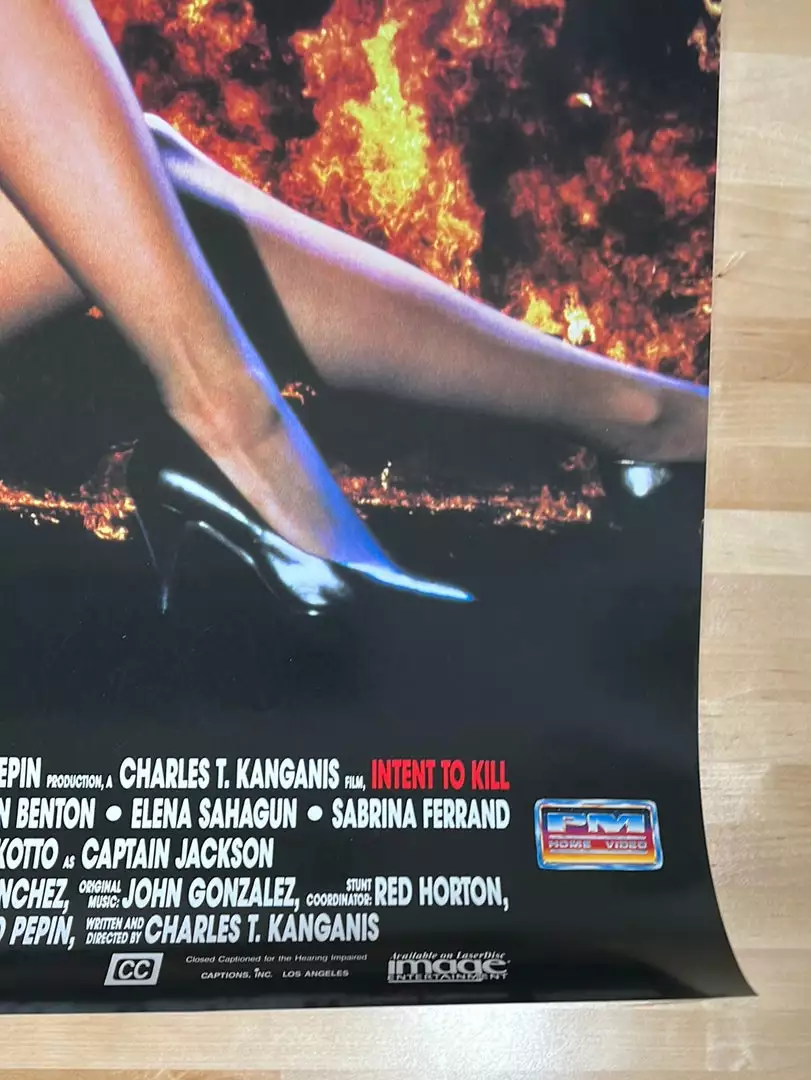 EPIN PRODUCTION, A CHARLES T. KANGANIS FILM, INTENT TO KILL
N BENTON • ELENA SAHAGUN • SABRINA FERRAND
KOTTO AS CAPTAIN JACKSON
NCHEZ, ORIGINAL MUSIC: JOHN GONZALEZ, STUNT COORDINATOR: RED HORTON,
PEPIN, WRITTEN AND DIRECTED BY CHARLES T. KANGANIS
PM
HOME VIDEO
CC
Closed Captioned for the Hearing Impaired
CAPTIONS, INC. LOS ANGELES
Available on LaserDisc
image
ENTERTAINMENT